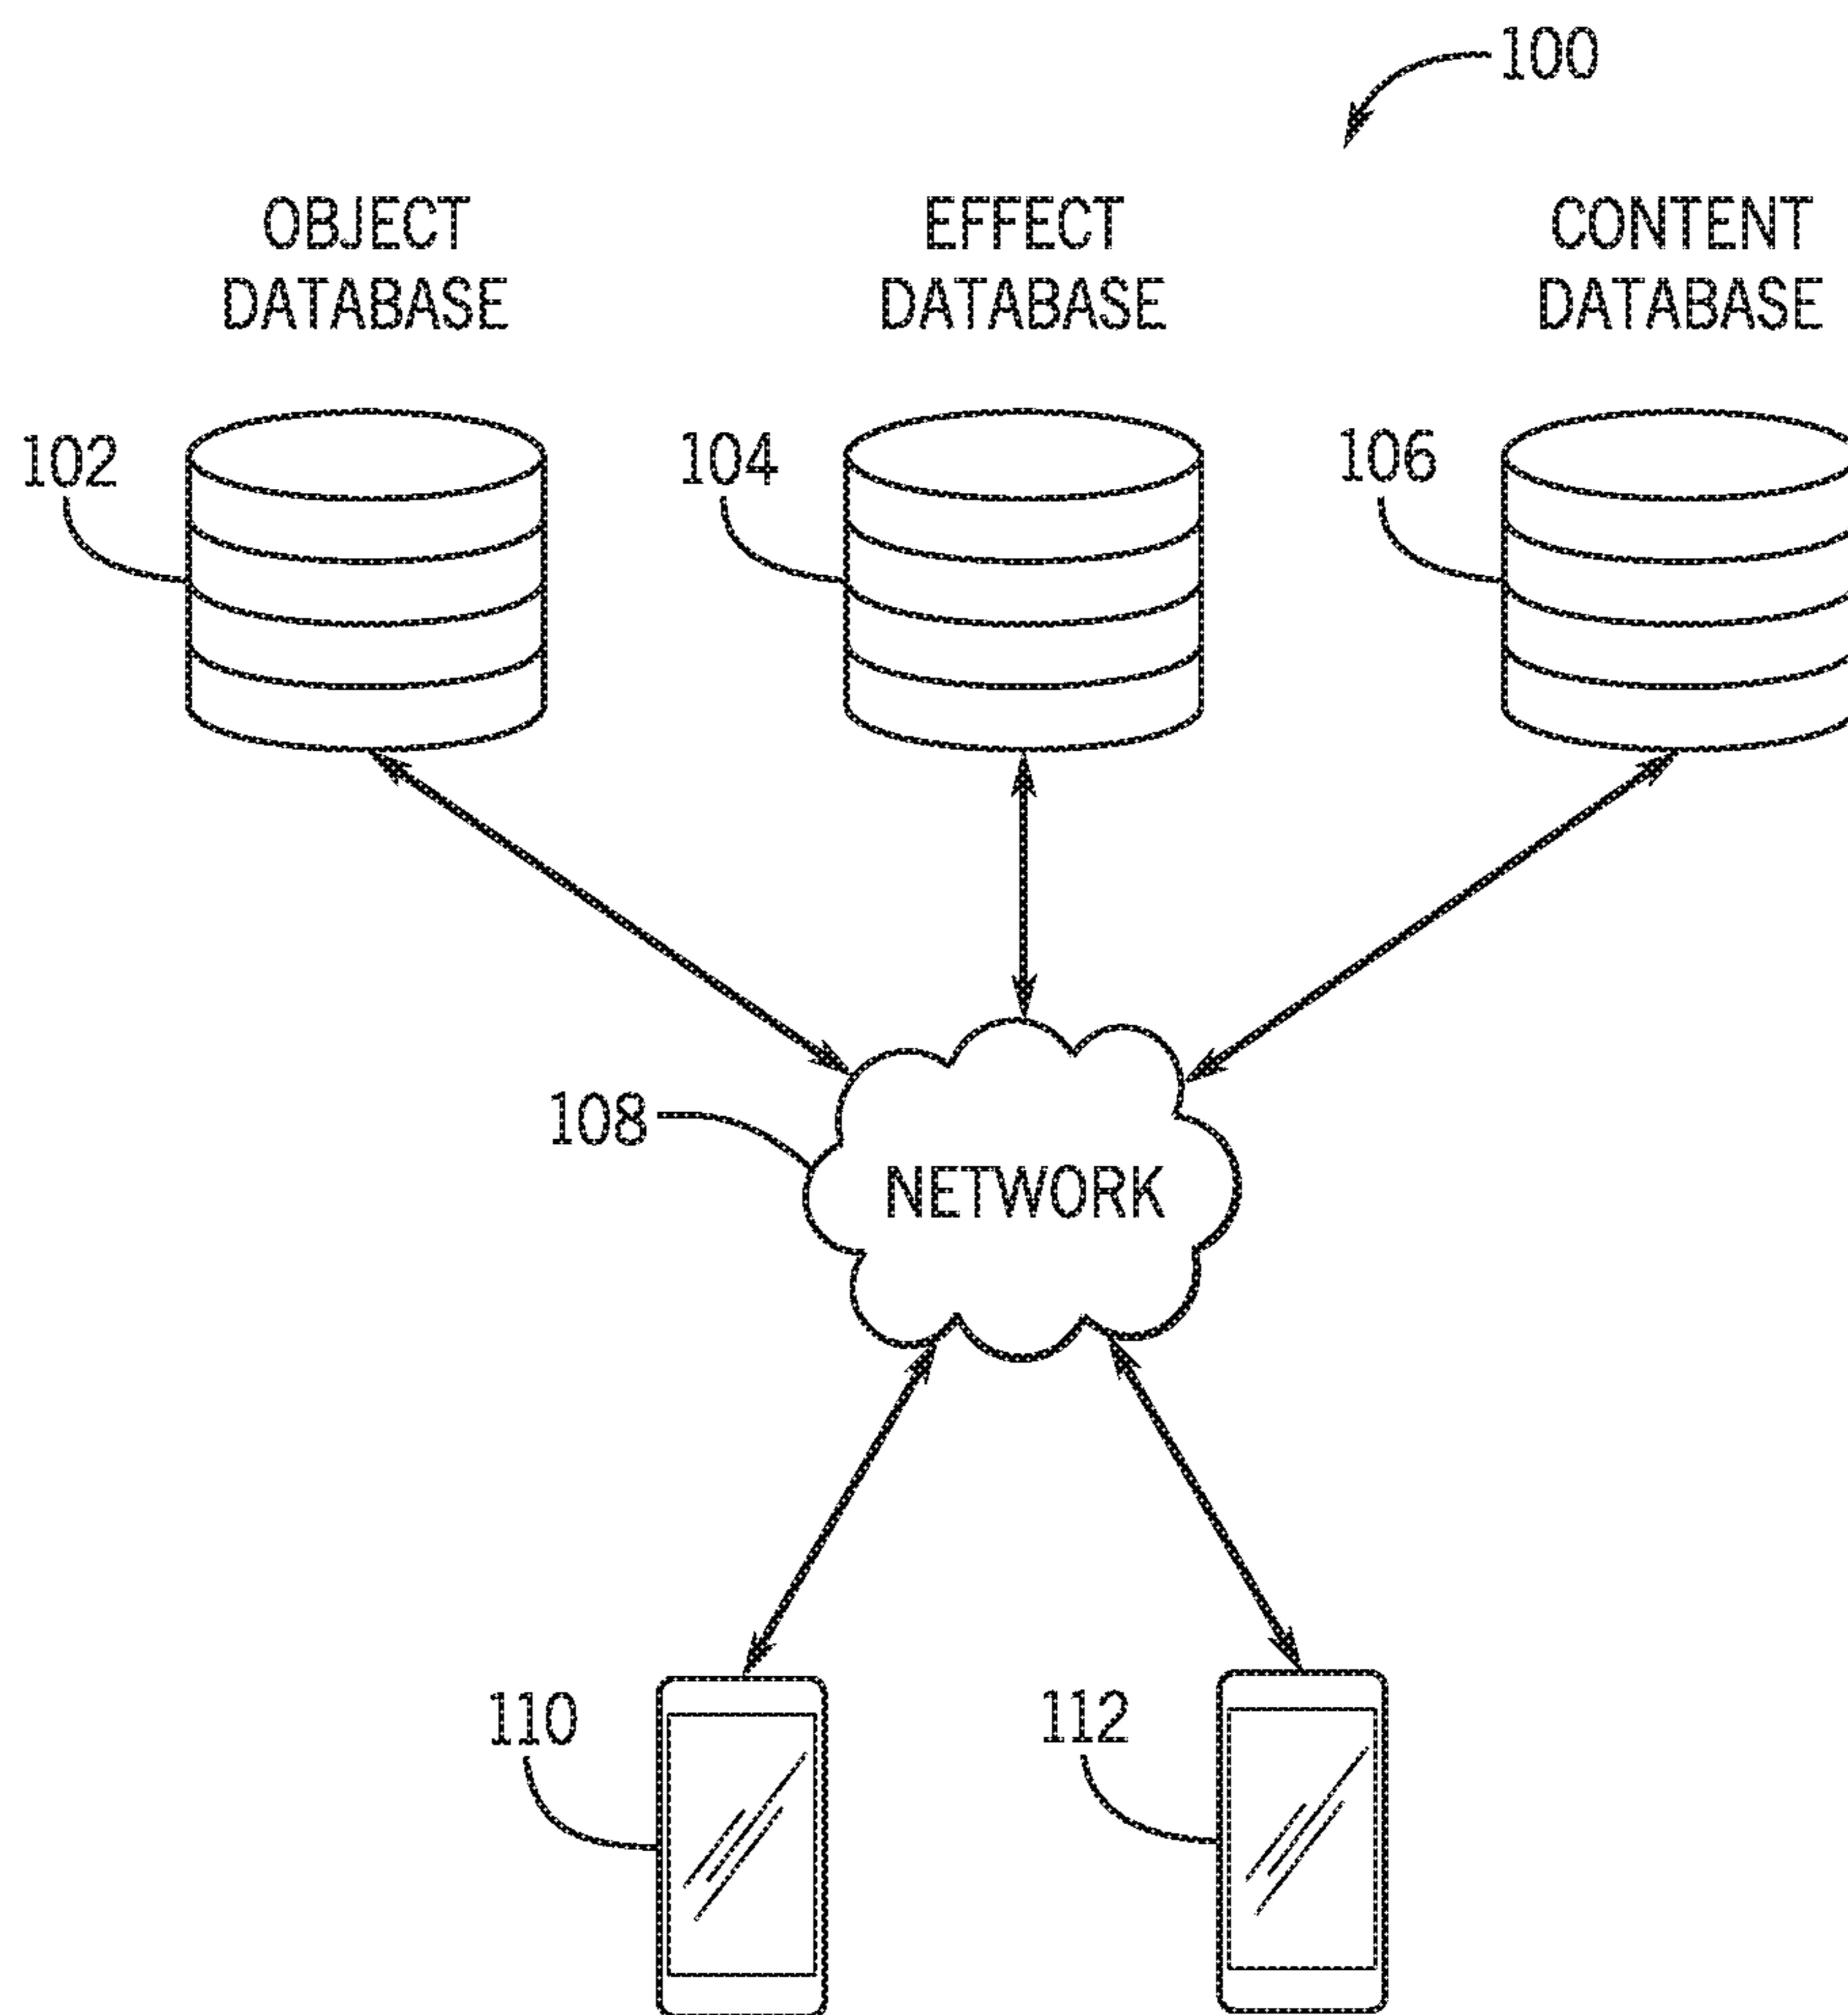 100
OBJECT
DATABASE
EFFECT
DATABASE
CONTENT
DATABASE
102
104
106
108
NETWORK
110
112